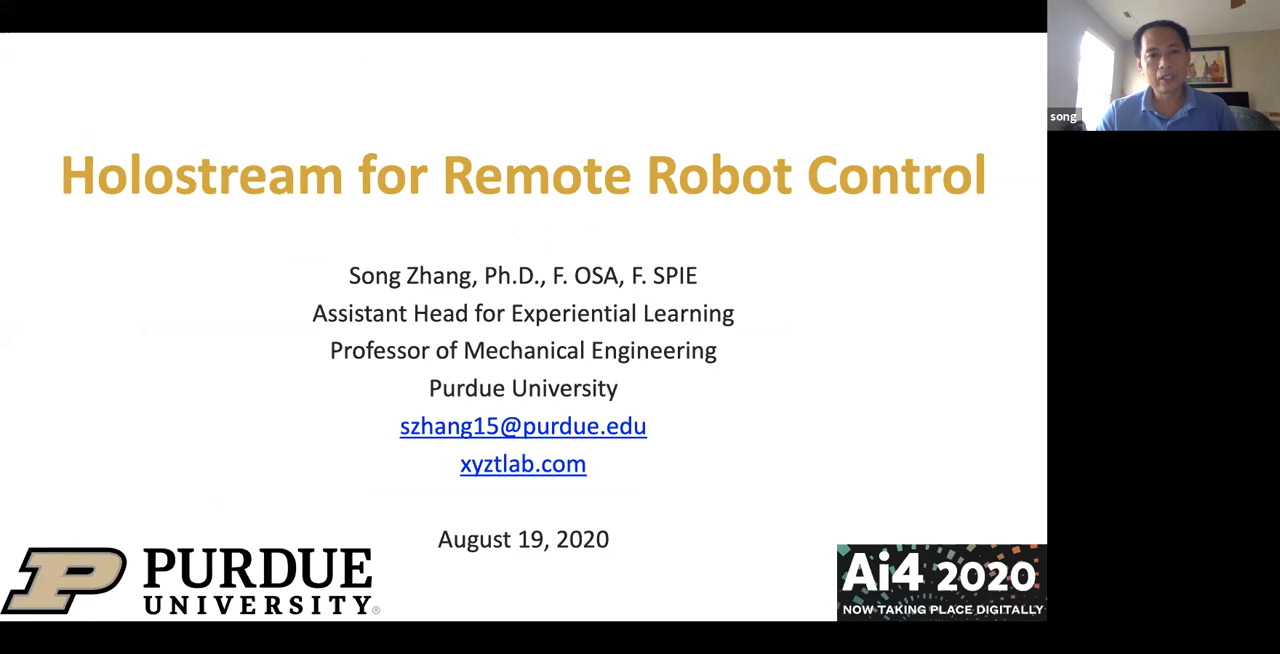 song
Holostream for Remote Robot Control
Song Zhang, Ph.D., F. OSA, F. SPIE
Assistant Head for Experiential Learning
Professor of Mechanical Engineering
Purdue University
szhang15@purdue.edu
xyztlab.com
August 19, 2020
P PURDUE
UNIVERSITY®
Ai4 2020
NOW TAKING PLACE DIGITALLY